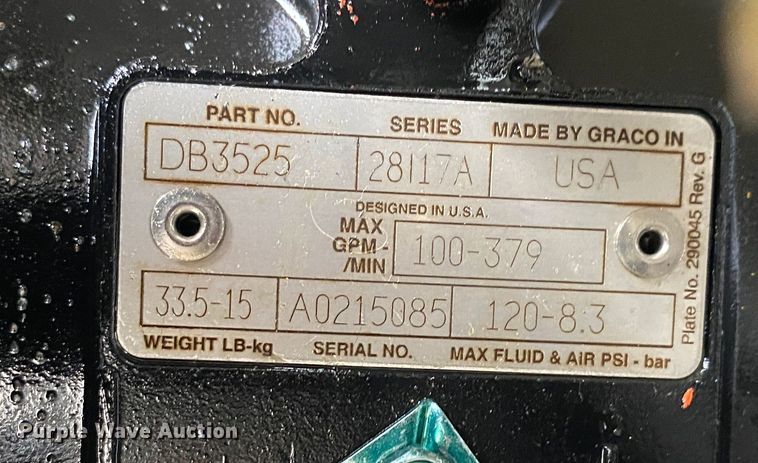 PART NO. SERIES MADE BY GRACO IN
DB3525 28I17A USA
DESIGNED IN U.S.A.
MAX
GPM-
/MIN
100-379
33.5-15 A0215085 120-8.3
WEIGHT LB-kg SERIAL NO. MAX FLUID & AIR PSI - bar
Plate No. 290045 Rev. G
Purple Wave Auction